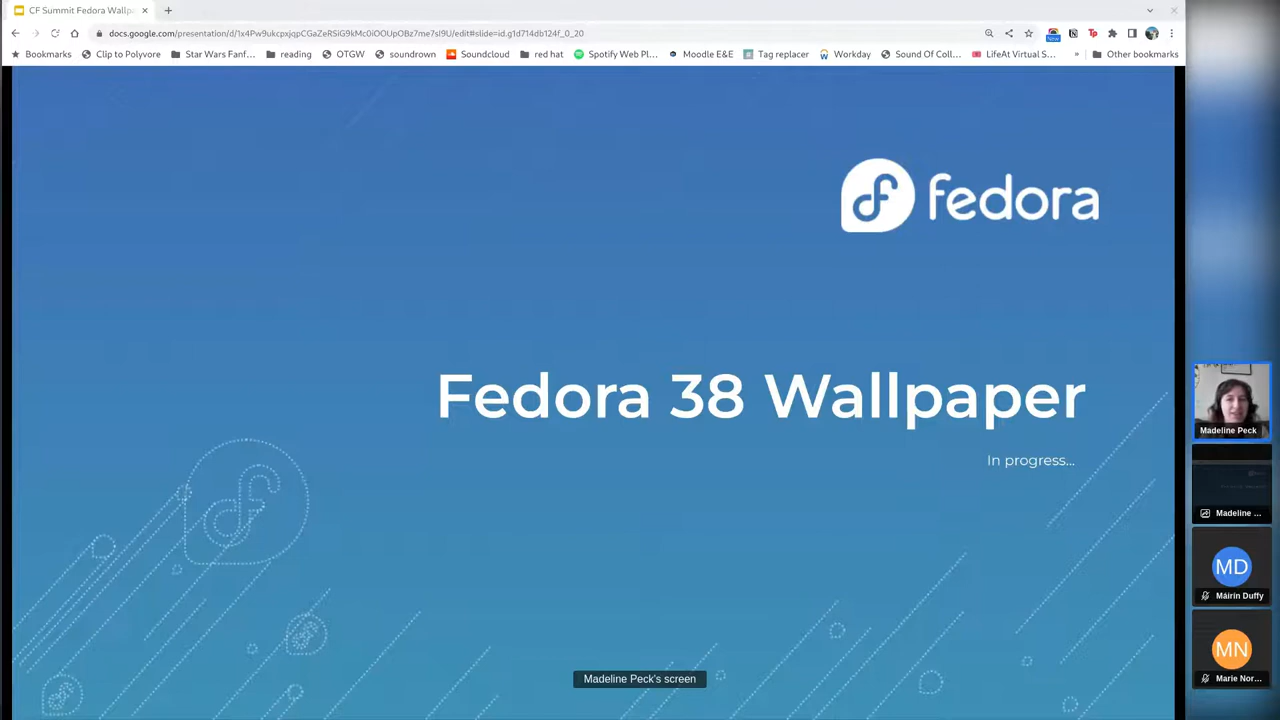 CF Summit Fedora Wallpa
docs.google.com/presentation/d/1x4Pw9ukcpxjqpCGaZeRSiG9kMc0iOOUpOBz7me7sI9U/edit#slide=id.g1d714db124f_0_20
Bookmarks Clip to Polyvore Star Wars Fanf... reading OTGW soundrown Soundcloud red hat Spotify Web Pl... Moodle E&E Tag replacer Workday Sound Of Coll... LifeAt Virtual S... » Other bookmarks
New
fedora
Fedora 38 Wallpaper
In progress...
Madeline Peck's screen
Madeline Peck
Madeline ...
MD
Máirín Duffy
MN
Marie Nor...